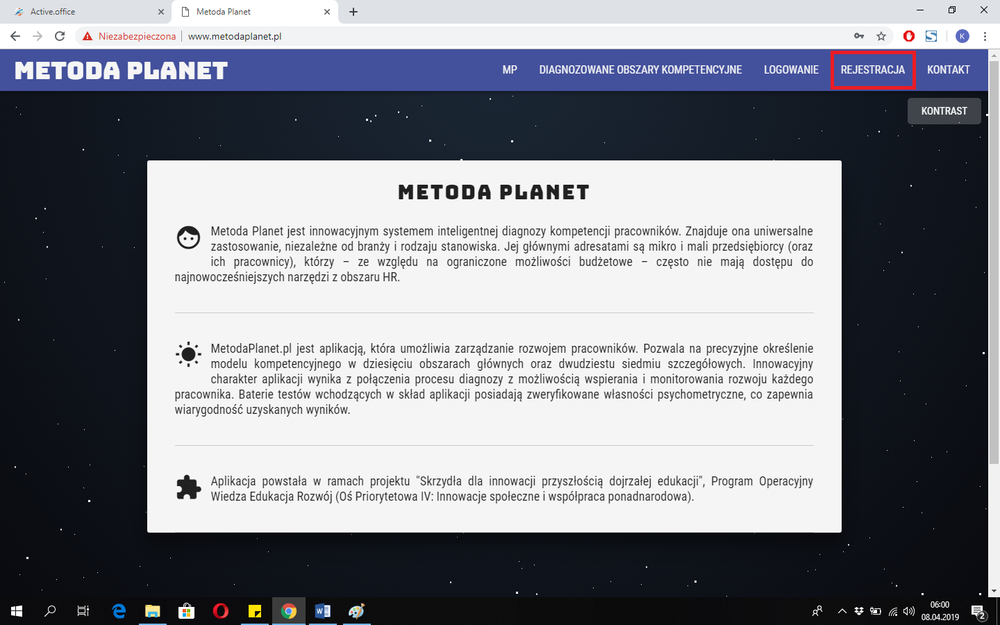 Active.office
Metoda Planet
Niezabezpieczona
www.metodaplanet.pl
K
METODA PLANET
MP
DIAGNOZOWANE OBSZARY KOMPETENCYJNE
LOGOWANIE
REJESTRACJA
KONTAKT
KONTRAST
METODA PLANET
Metoda Planet jest innowacyjnym systemem inteligentnej diagnozy kompetencji pracowników. Znajduje ona uniwersalne
zastosowanie, niezależne od branży i rodzaju stanowiska. Jej głównymi adresatami są mikro i mali przedsiębiorcy (oraz
ich pracownicy), którzy – ze względu na ograniczone możliwości budżetowe – często nie mają dostępu do
najnowocześniejszych narzędzi z obszaru HR.
MetodaPlanet.pl jest aplikacją, która umożliwia zarządzanie rozwojem pracowników. Pozwala na precyzyjne określenie
modelu kompetencyjnego w dziesięciu obszarach głównych oraz dwudziestu siedmiu szczegółowych. Innowacyjny
charakter aplikacji wynika z połączenia procesu diagnozy z możliwością wspierania i monitorowania rozwoju każdego
pracownika. Baterie testów wchodzących w skład aplikacji posiadają zweryfikowane własności psychometryczne, co zapewnia
wiarygodność uzyskanych wyników.
Aplikacja powstała w ramach projektu "Skrzydła dla innowacji przyszłością dojrzałej edukacji", Program Operacyjny
Wiedza Edukacja Rozwój (Oś Priorytetowa IV: Innowacje społeczne i współpraca ponadnarodowa).
06:00
08.04.2019
2